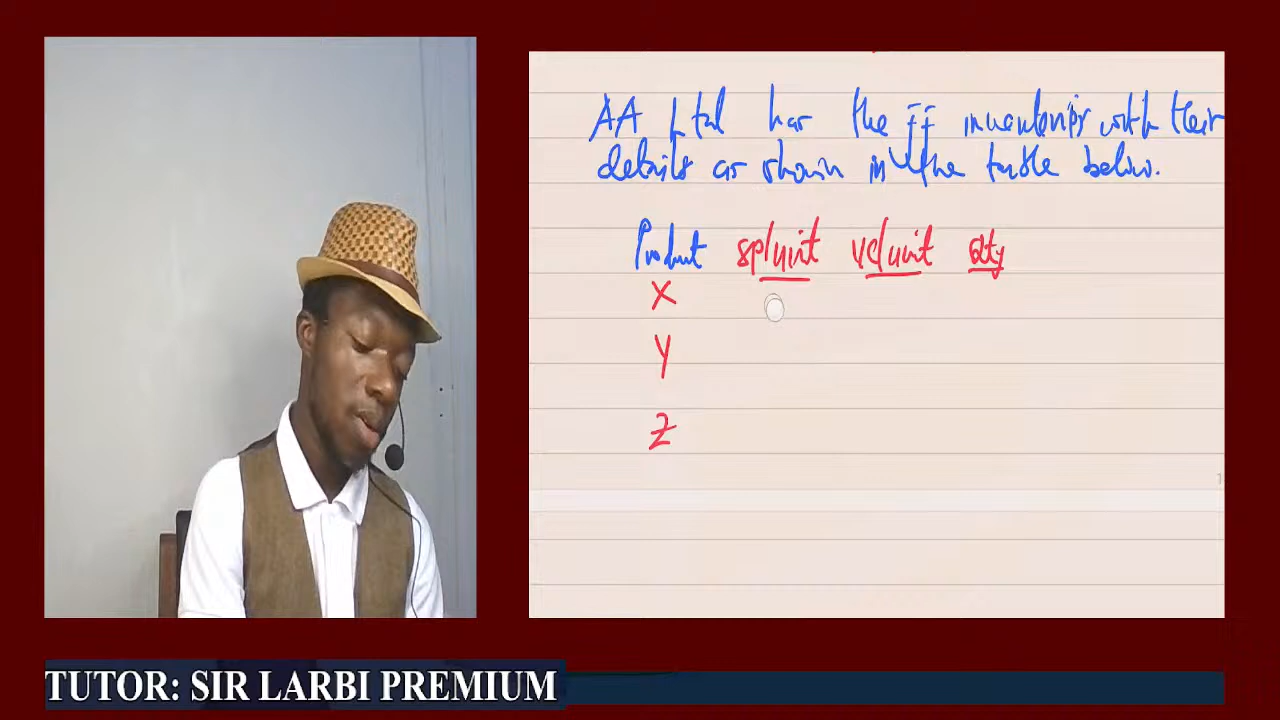 AA Ltd has the ff inventories with their
details as shown in the table below.
Product sp/unit vc/unit Qty
X
Y
Z
TUTOR: SIR LARBI PREMIUM